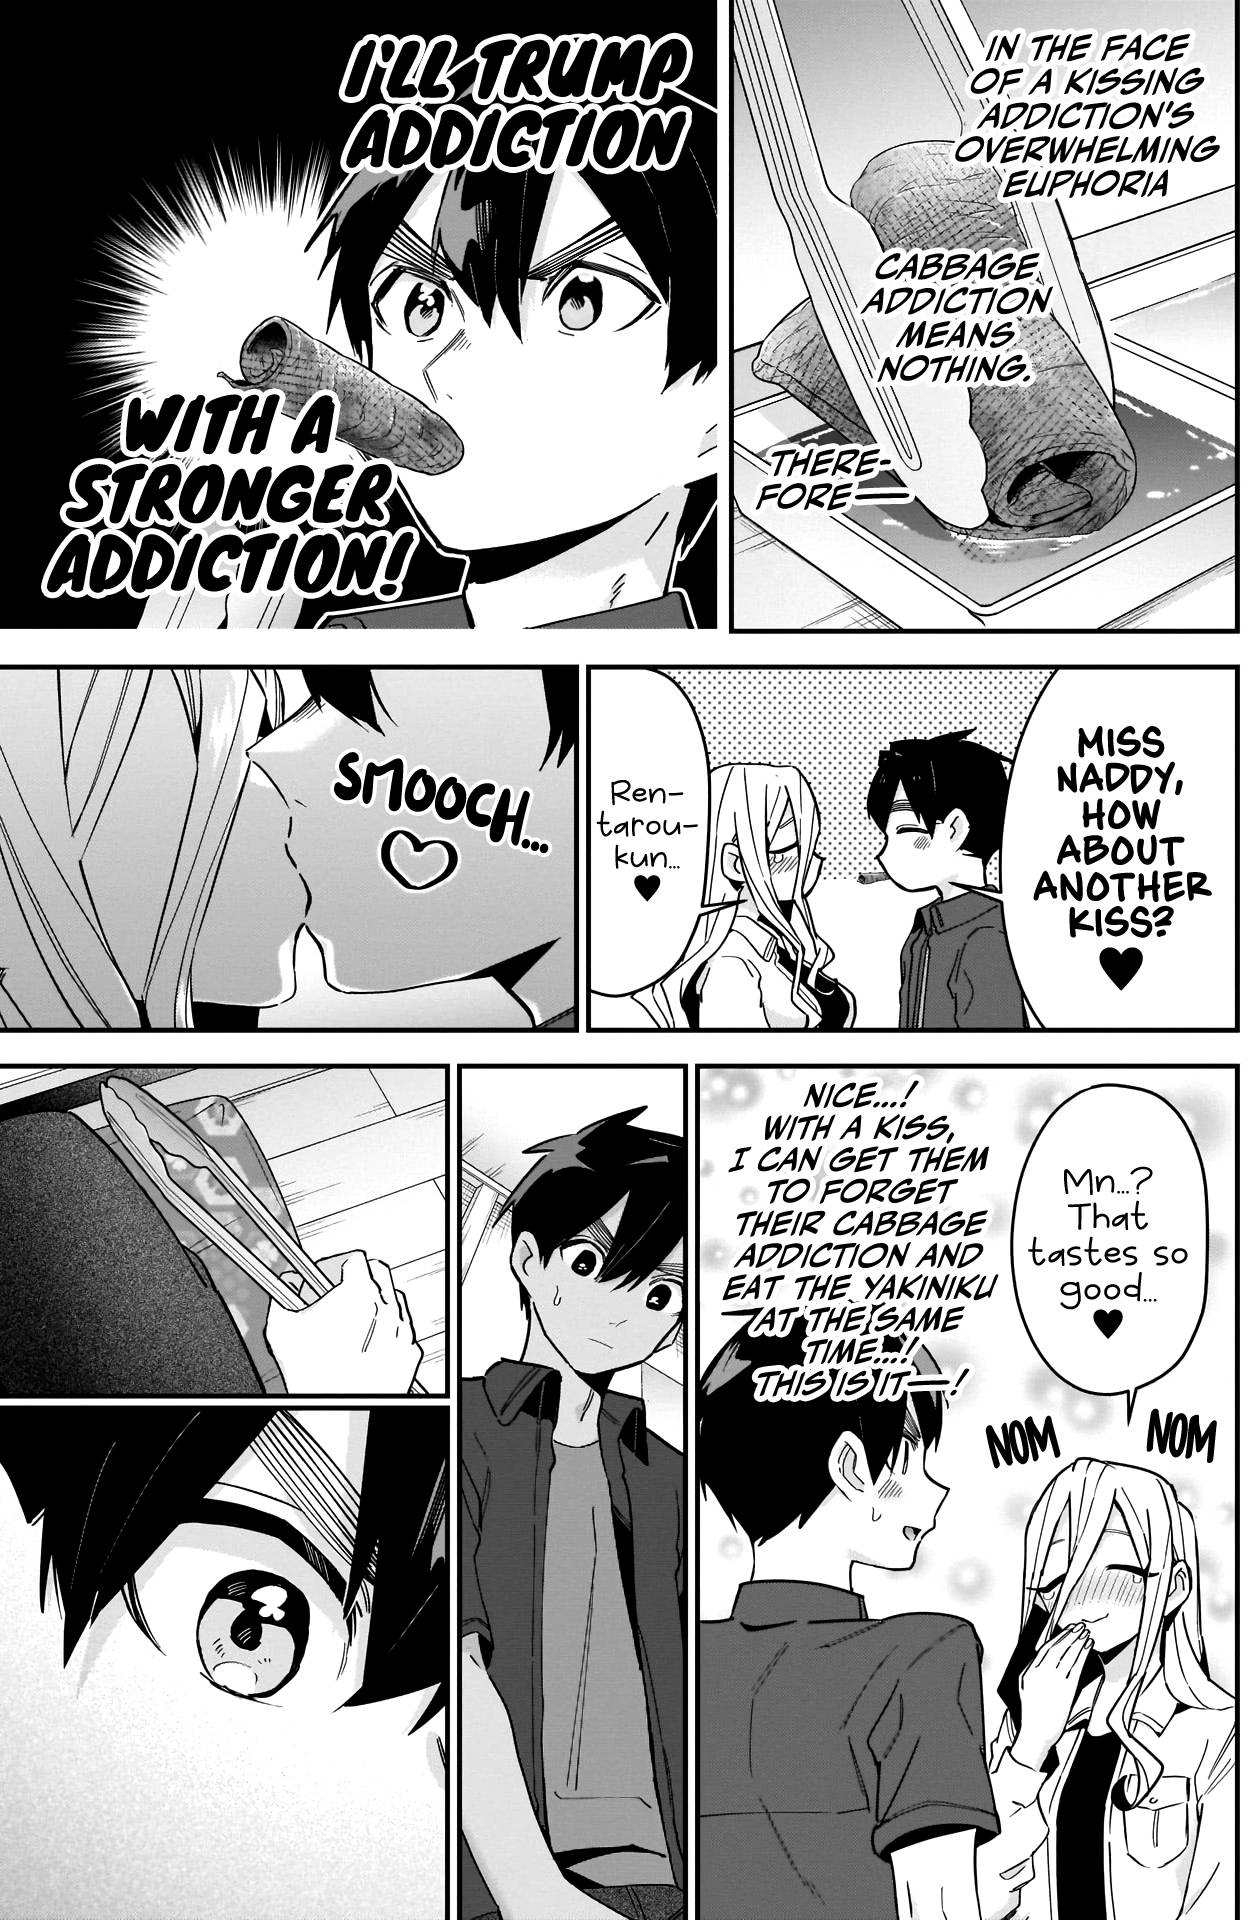 IN THE FACE
OF A KISSING
ADDICTION'S
OVERWHELMING
EUPHORIA
CABBAGE
ADDICTION
MEANS
NOTHING.
THERE-
FORE—
I'LL TRUMP
ADDICTION
WITH A
STRONGER
ADDICTION!
MISS
NADDY,
HOW
ABOUT
ANOTHER
KISS?
♥
Ren-
tarou-
kun...
♥
SMOOCH...
♡
Mn...?
That
tastes so
good...
♥
NOM
NOM
NICE...!
WITH A KISS,
I CAN GET THEM
TO FORGET
THEIR CABBAGE
ADDICTION AND
EAT THE YAKINIKU
AT THE SAME
TIME...!
THIS IS IT—!